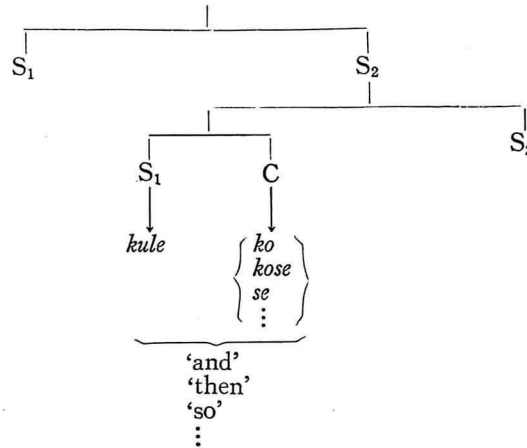 S₁ S₂
S₂
S₁ C
kule ko
kose
se
⋮
‘and’
‘then’
‘so’
⋮